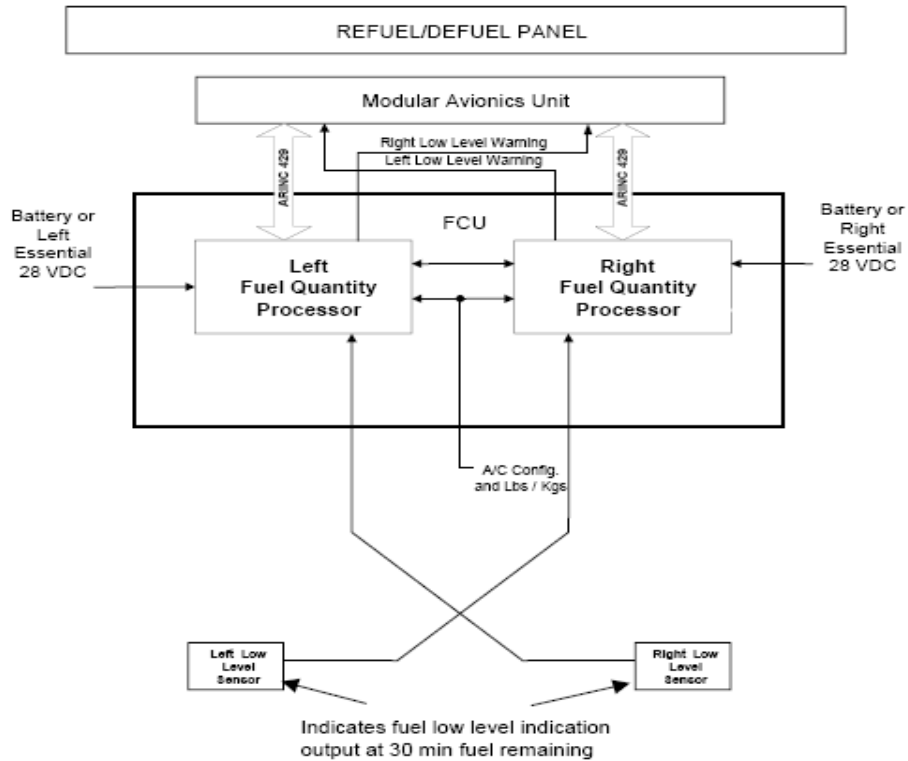 REFUEL/DEFUEL PANEL
Modular Avionics Unit
Right Low Level Warning
Left Low Level Warning
ARINC 429
ARINC 429
FCU
Battery or
Left
Essential
28 VDC
Battery or
Right
Essential
28 VDC
Left
Fuel Quantity
Processor
Right
Fuel Quantity
Processor
A/C Config.
and Lbs / Kgs
Left Low
Level
Sensor
Right Low
Level
Sensor
Indicates fuel low level indication
output at 30 min fuel remaining